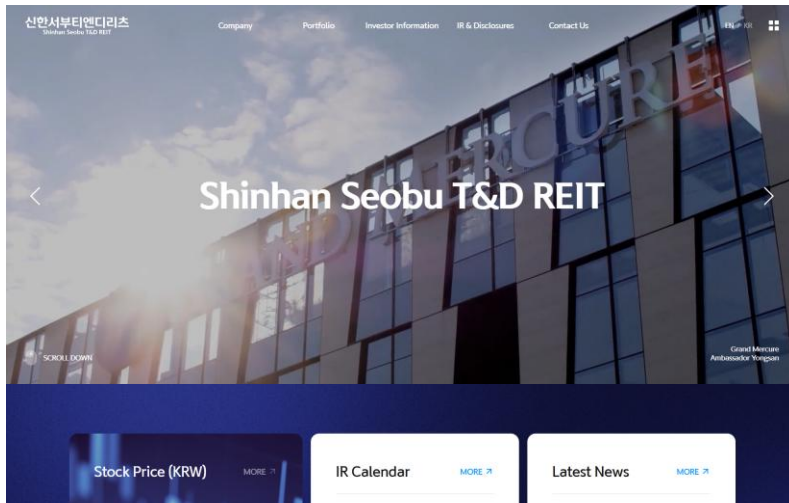 신한서부티엔디리츠
Shinhan Seobu T&D REIT
Company
Portfolio
Investor Information
IR & Disclosures
Contact Us
EN
KR
GRAND MERCURE
Shinhan Seobu T&D REIT
SCROLL DOWN
Grand Mercure
Ambassador Yongsan
Stock Price (KRW)
MORE
IR Calendar
MORE
Latest News
MORE